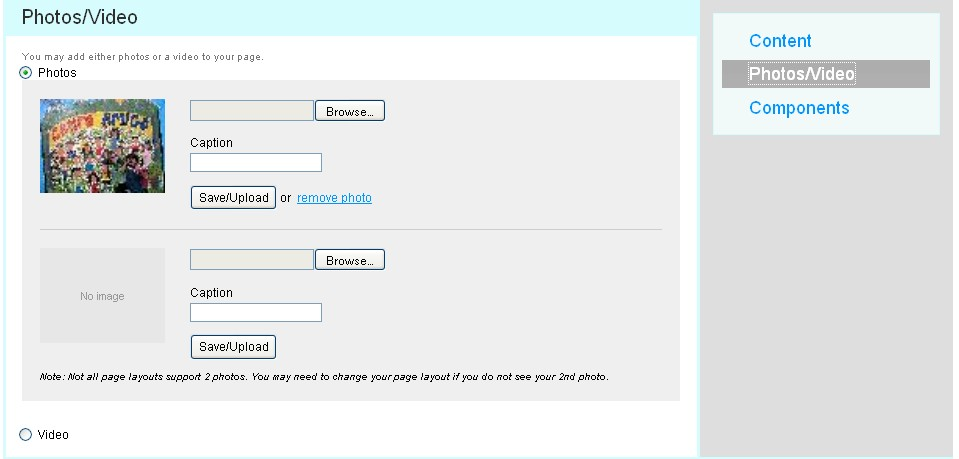 Photos/Video
You may add either photos or a video to your page.
Photos
Browse...
Caption
Save/Upload or remove photo
No image
Browse...
Caption
Save/Upload
Note: Not all page layouts support 2 photos. You may need to change your page layout if you do not see your 2nd photo.
Video
Content
Photos/Video
Components